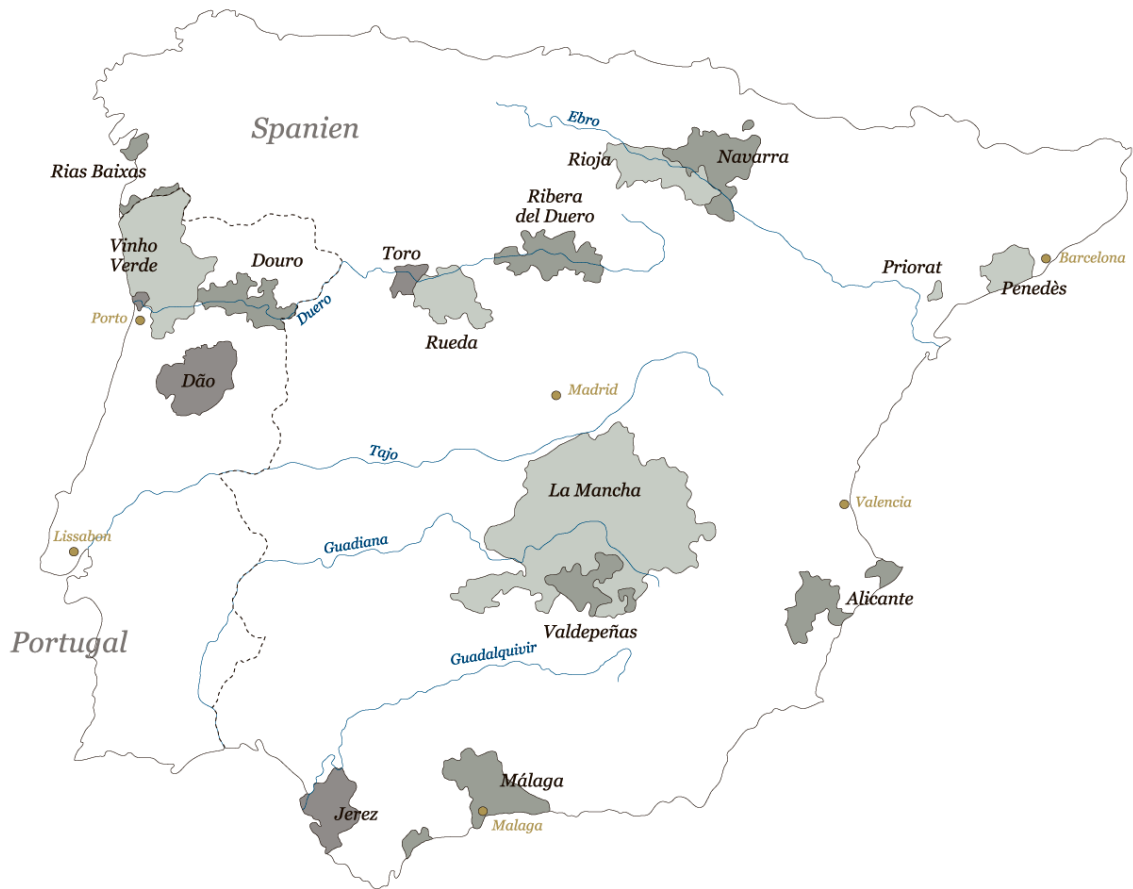 Ebro
Spanien
Rioja
Navarra
Rias Baixas
Ribera
del Duero
Vinho
Verde
Douro
Toro
Priorat
Barcelona
Penedès
Duero
Porto
Rueda
Dão
Madrid
Tajo
La Mancha
Valencia
Lissabon
Guadiana
Alicante
Portugal
Valdepeñas
Guadalquivir
Málaga
Jerez
Malaga